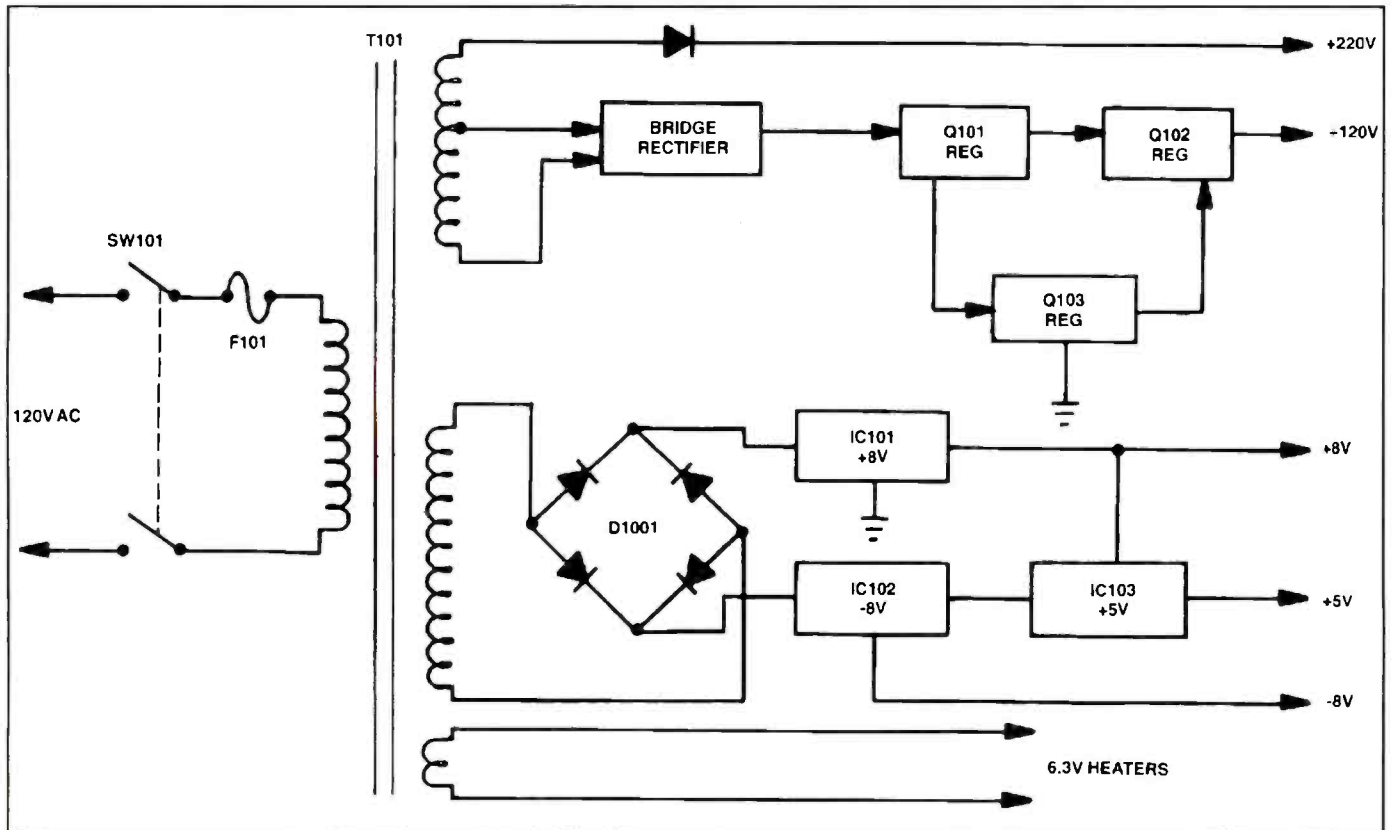 T101
+220V
BRIDGE
RECTIFIER
Q101
REG
Q102
REG
+120V
SW101
F101
Q103
REG
120V AC
IC101
+8V
+8V
D1001
IC102
-8V
IC103
+5V
+5V
-8V
6.3V HEATERS